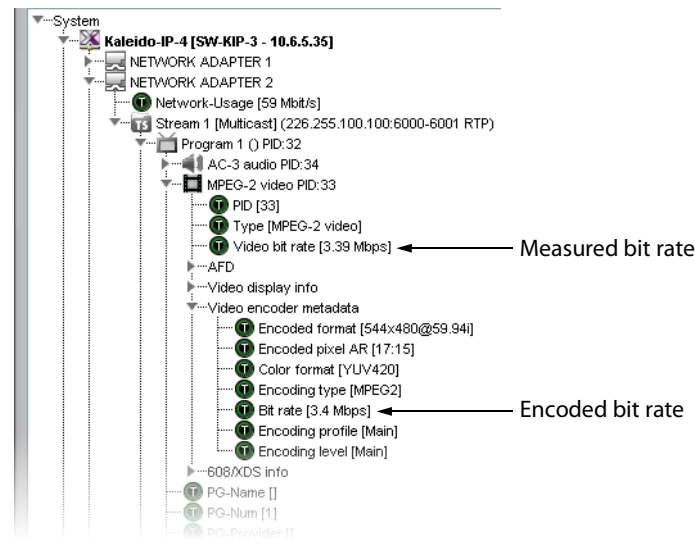 System
Kaleido-IP-4 [SW-KIP-3 - 10.6.5.35]
NETWORK ADAPTER 1
NETWORK ADAPTER 2
T Network-Usage [59 Mbit/s]
TS Stream 1 [Multicast] (226.255.100.100:6000-6001 RTP)
Program 1 () PID:32
AC-3 audio PID:34
MPEG-2 video PID:33
T PID [33]
T Type [MPEG-2 video]
T Video bit rate [3.39 Mbps] Measured bit rate
AFD
Video display info
Video encoder metadata
T Encoded format [544x480@59.94i]
T Encoded pixel AR [17:15]
T Color format [YUV420]
T Encoding type [MPEG2]
T Bit rate [3.4 Mbps] Encoded bit rate
T Encoding profile [Main]
T Encoding level [Main]
608/XDS info
T PG-Name []
T PG-Num [1]
T PG-Provider []